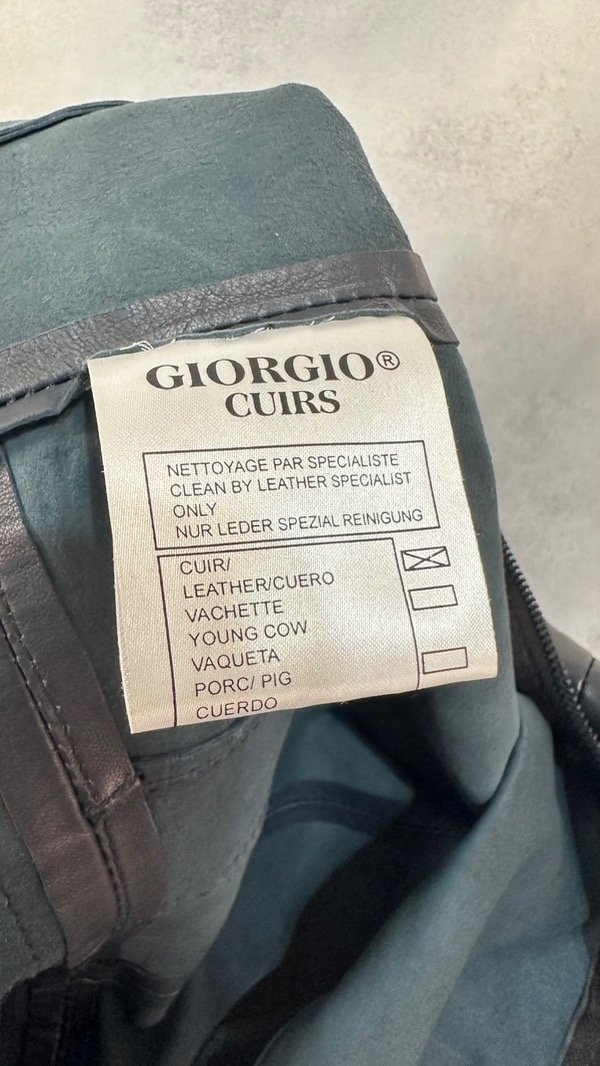 GIORGIO®
CUIRS
NETTOYAGE PAR SPECIALISTE
CLEAN BY LEATHER SPECIALIST
ONLY
NUR LEDER SPEZIAL REINIGUNG
CUIR/
LEATHER/CUERO
VACHETTE
YOUNG COW
VAQUETA
PORC/ PIG
CUERDO